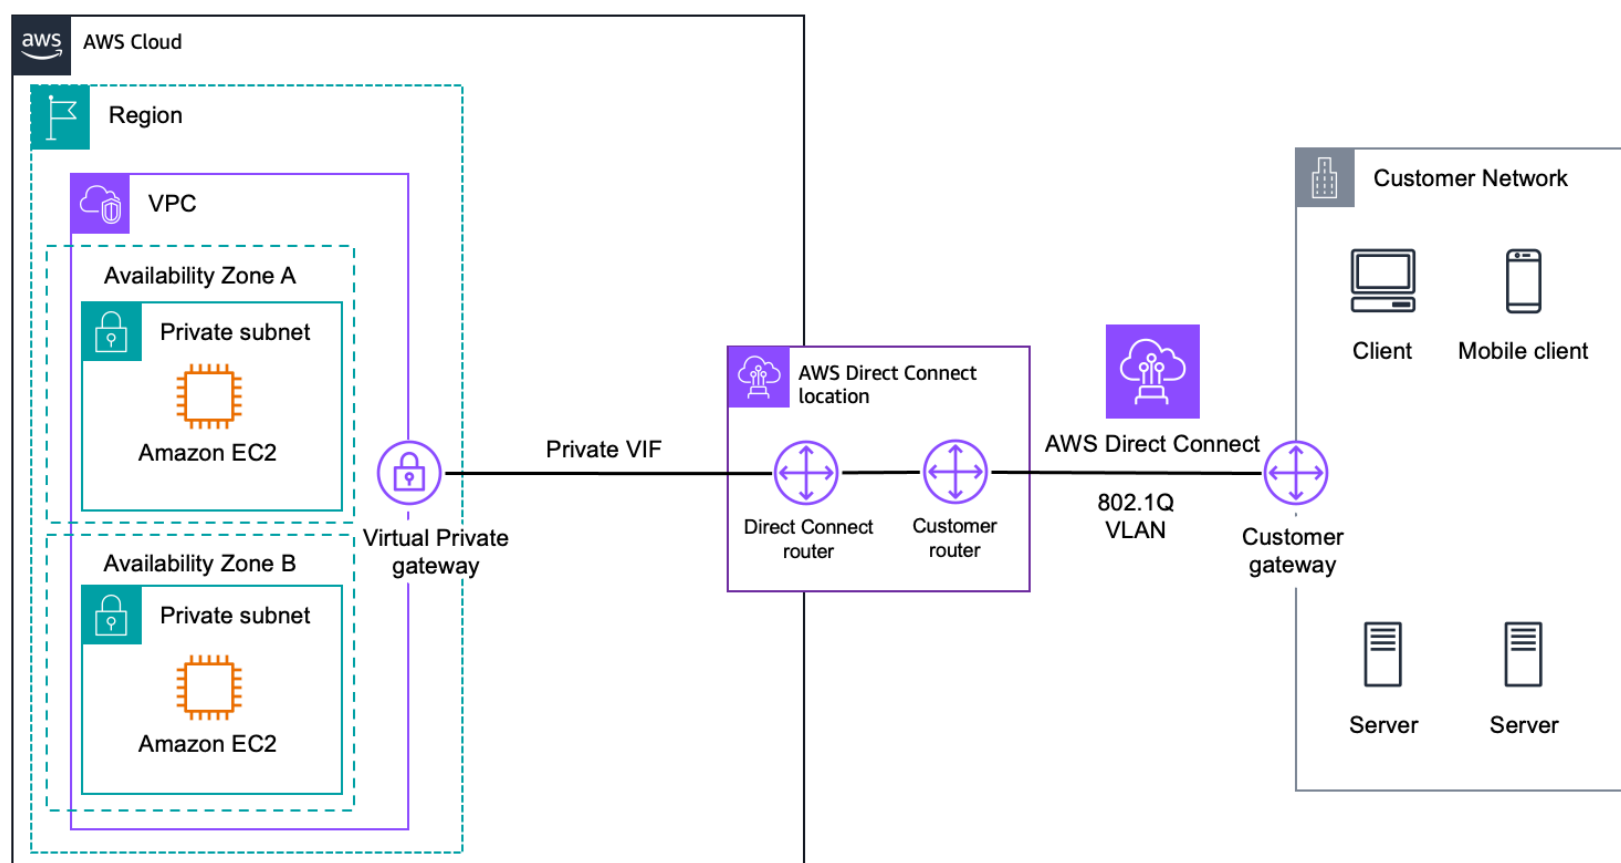 aws
AWS Cloud
Region
VPC
Availability Zone A
Private subnet
Amazon EC2
Availability Zone B
Private subnet
Amazon EC2
Virtual Private
gateway
Private VIF
AWS Direct Connect
location
Direct Connect
router
Customer
router
AWS Direct Connect
802.1Q
VLAN
Customer
gateway
Customer Network
Client
Mobile client
Server
Server